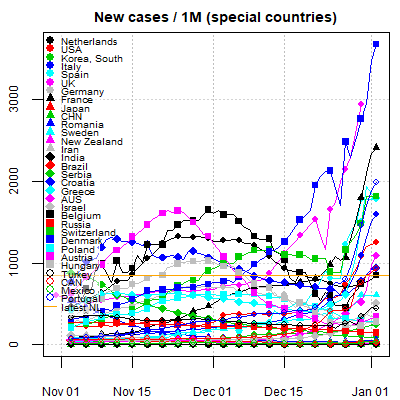 New cases / 1M (special countries)
3000
2000
1000
0
Netherlands
USA
Korea, South
Italy
Spain
UK
Germany
France
Japan
CHN
Romania
Sweden
New Zealand
Iran
India
Brazil
Serbia
Croatia
Greece
AUS
Israel
Belgium
Russia
Switzerland
Denmark
Poland
Austria
Hungary
Turkey
CAN
Mexico
Portugal
latest NL
Nov 01
Nov 15
Dec 01
Dec 15
Jan 01